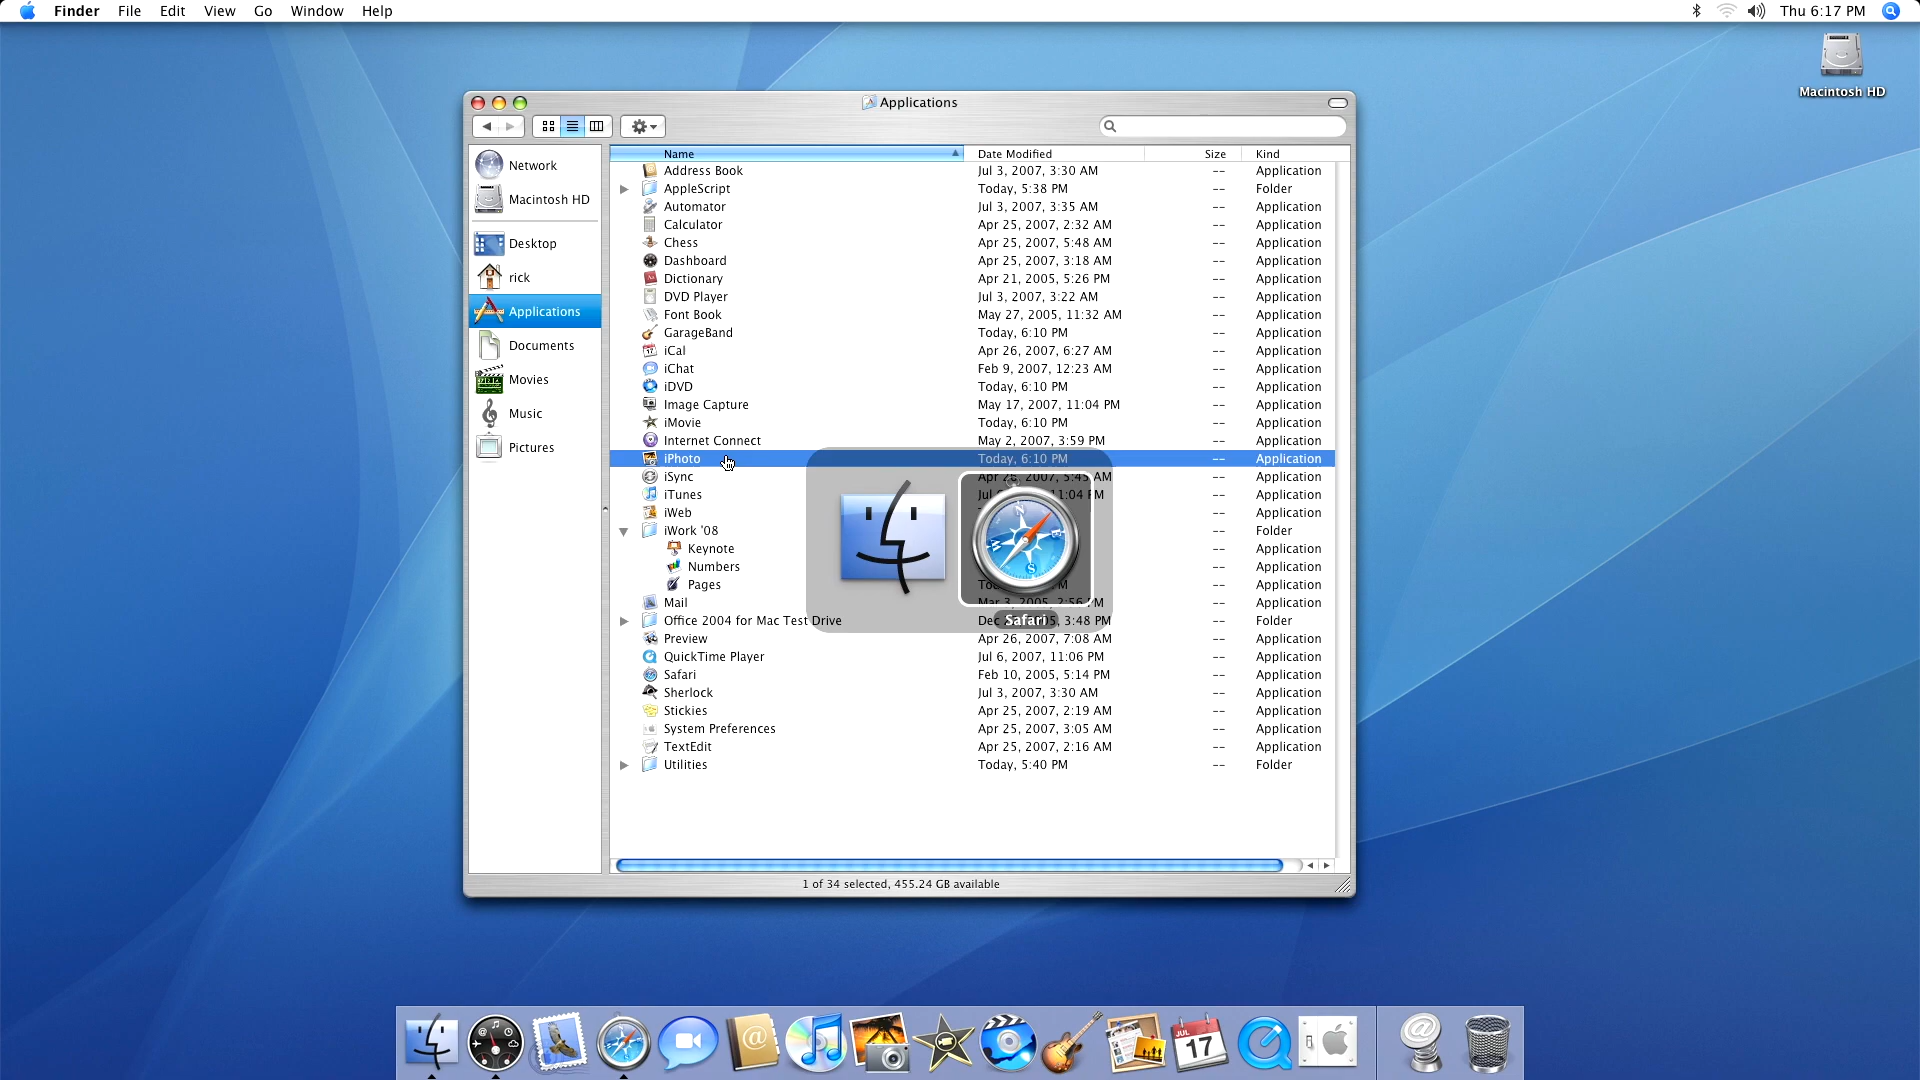 Finder File Edit View Go Window Help Thu 6:17 PM
Macintosh HD
Applications
Network
Macintosh HD
Desktop
rick
Applications
Documents
Movies
Music
Pictures
Name Date Modified Size Kind
Address Book Jul 3, 2007, 3:30 AM -- Application
AppleScript Today, 5:38 PM -- Folder
Automator Jul 3, 2007, 3:35 AM -- Application
Calculator Apr 25, 2007, 2:32 AM -- Application
Chess Apr 25, 2007, 5:48 AM -- Application
Dashboard Apr 25, 2007, 3:18 AM -- Application
Dictionary Apr 21, 2005, 5:26 PM -- Application
DVD Player Jul 3, 2007, 3:22 AM -- Application
Font Book May 27, 2005, 11:32 AM -- Application
GarageBand Today, 6:10 PM -- Application
iCal Apr 26, 2007, 6:27 AM -- Application
iChat Feb 9, 2007, 12:23 AM -- Application
iDVD Today, 6:10 PM -- Application
Image Capture May 17, 2007, 11:04 PM -- Application
iMovie Today, 6:10 PM -- Application
Internet Connect May 2, 2007, 3:59 PM -- Application
iPhoto Today, 6:10 PM -- Application
iSync Apr 28, 2007, 5:45 AM -- Application
iTunes 11:04 PM -- Application
iWeb -- Application
iWork '08 -- Folder
Keynote -- Application
Numbers -- Application
Pages -- Application
Mail Mar 3, 2005, 2:56 PM -- Application
Office 2004 for Mac Test Drive Dec 3:48 PM -- Folder
Safari
Preview Apr 26, 2007, 7:08 AM -- Application
QuickTime Player Jul 6, 2007, 11:06 PM -- Application
Safari Feb 10, 2005, 5:14 PM -- Application
Sherlock Jul 3, 2007, 3:30 AM -- Application
Stickies Apr 25, 2007, 2:19 AM -- Application
System Preferences Apr 25, 2007, 3:05 AM -- Application
TextEdit Apr 25, 2007, 2:16 AM -- Application
Utilities Today, 5:40 PM -- Folder
1 of 34 selected, 455.24 GB available
JUL
17